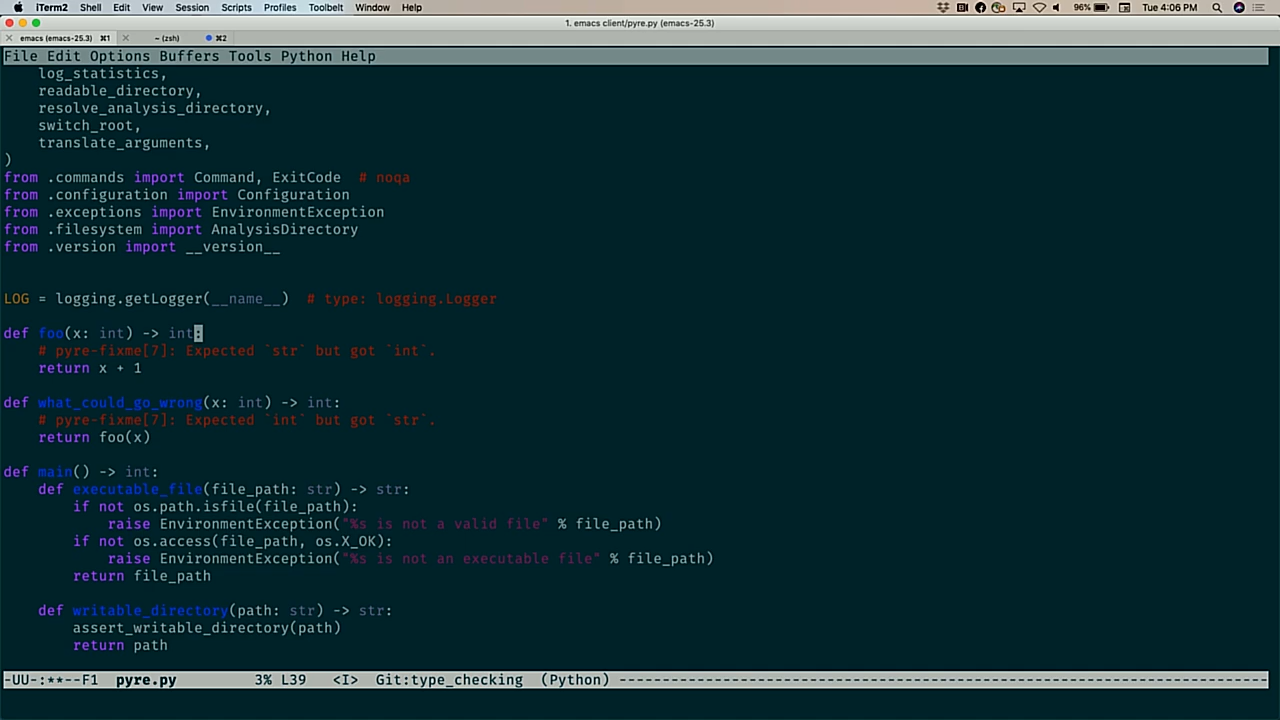 iTerm2 Shell Edit View Session Scripts Profiles Toolbelt Window Help 96% Tue 4:06 PM
1. emacs client/pyre.py (emacs-25.3)
emacs (emacs-25.3) ⌘1 ~ (zsh) ⌘2
File Edit Options Buffers Tools Python Help
    log_statistics,
    readable_directory,
    resolve_analysis_directory,
    switch_root,
    translate_arguments,
)
from .commands import Command, ExitCode  # noqa
from .configuration import Configuration
from .exceptions import EnvironmentException
from .filesystem import AnalysisDirectory
from .version import __version__
LOG = logging.getLogger(__name__)  # type: logging.Logger
def foo(x: int) -> int:
    # pyre-fixme[7]: Expected `str` but got `int`.
    return x + 1
def what_could_go_wrong(x: int) -> int:
    # pyre-fixme[7]: Expected `int` but got `str`.
    return foo(x)
def main() -> int:
    def executable_file(file_path: str) -> str:
        if not os.path.isfile(file_path):
            raise EnvironmentException("%s is not a valid file" % file_path)
        if not os.access(file_path, os.X_OK):
            raise EnvironmentException("%s is not an executable file" % file_path)
        return file_path
    def writable_directory(path: str) -> str:
        assert_writable_directory(path)
        return path
-UU-:**--F1  pyre.py  3% L39  <I>  Git:type_checking  (Python) ---------------------------------------------------------------------------